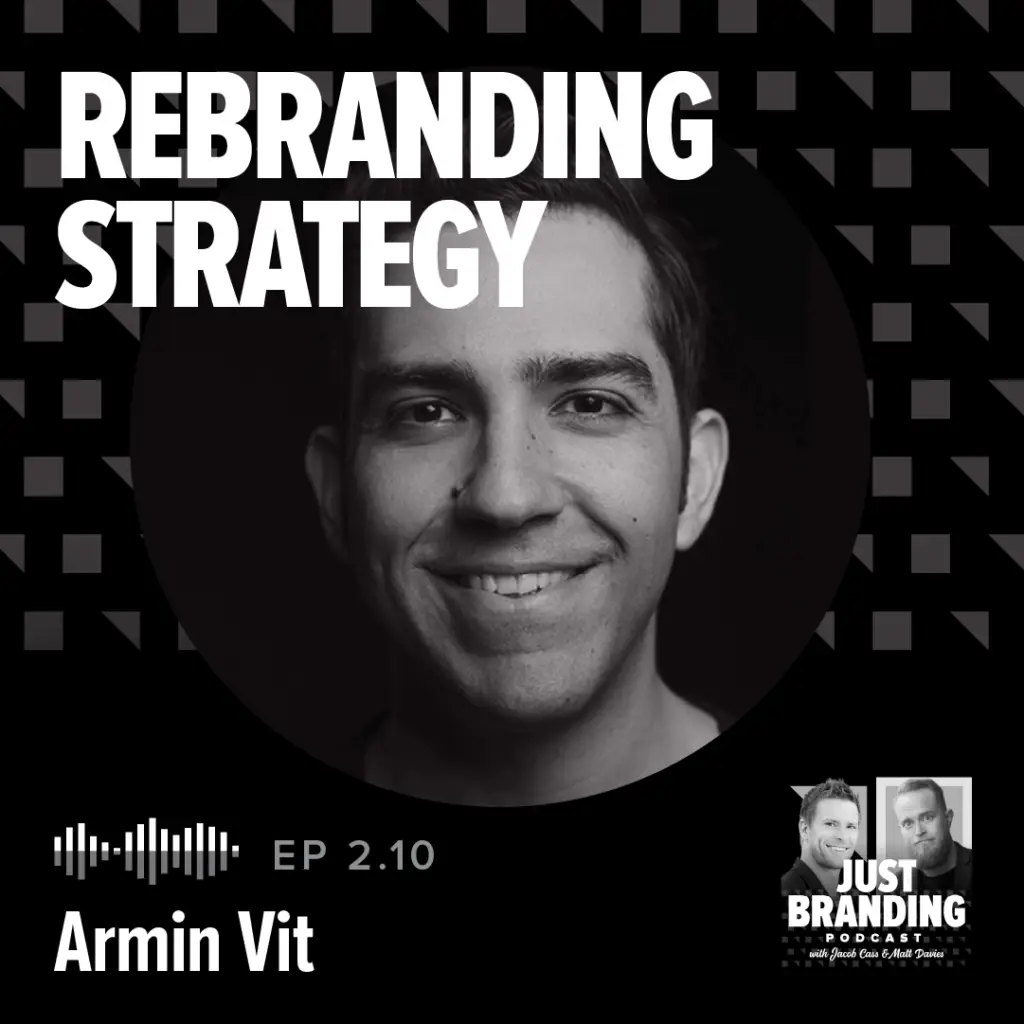 REBRANDING
STRATEGY
EP 2.10
Armin Vit
JUST
BRANDING
PODCAST
with Jacob Cass & Matt Davies